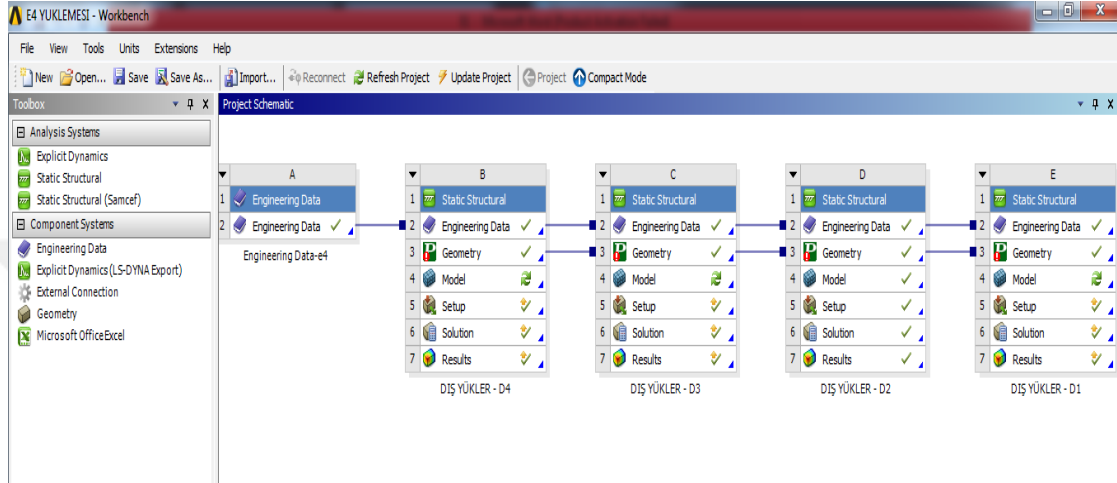 E4 YUKLEMESI - Workbench
File View Tools Units Extensions Help
New Open... Save Save As... Import... Reconnect Refresh Project Update Project Project Compact Mode
Toolbox
Project Schematic
Analysis Systems
Explicit Dynamics
Static Structural
Static Structural (Samcef)
Component Systems
Engineering Data
Explicit Dynamics (LS-DYNA Export)
External Connection
Geometry
Microsoft Office Excel
A
1 Engineering Data
2 Engineering Data
Engineering Data-e4
B
1 Static Structural
2 Engineering Data
3 Geometry
4 Model
5 Setup
6 Solution
7 Results
DIŞ YÜKLER - D4
C
1 Static Structural
2 Engineering Data
3 Geometry
4 Model
5 Setup
6 Solution
7 Results
DIŞ YÜKLER - D3
D
1 Static Structural
2 Engineering Data
3 Geometry
4 Model
5 Setup
6 Solution
7 Results
DIŞ YÜKLER - D2
E
1 Static Structural
2 Engineering Data
3 Geometry
4 Model
5 Setup
6 Solution
7 Results
DIŞ YÜKLER - D1